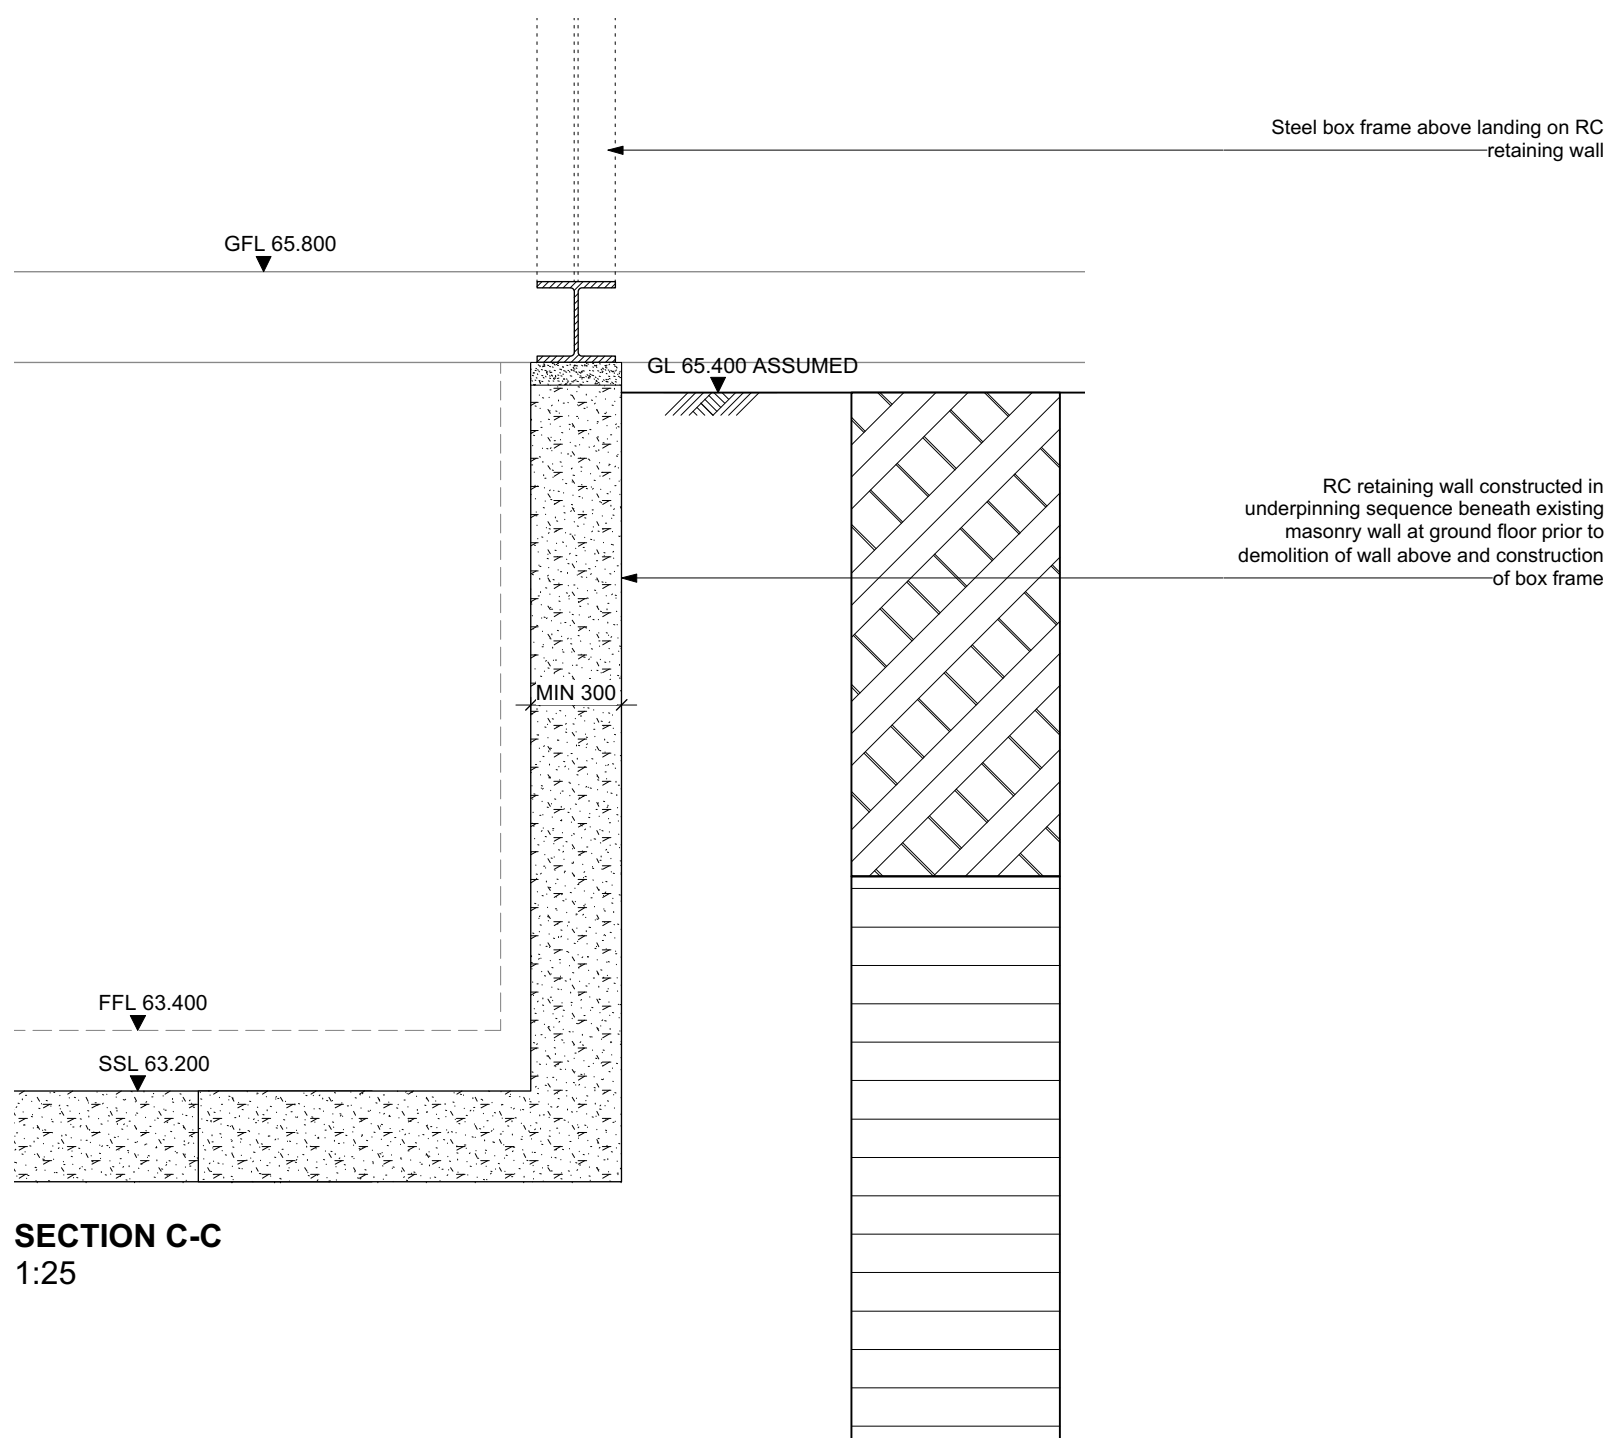 Steel box frame above landing on RC
retaining wall
GFL 65.800
GL 65.400 ASSUMED
RC retaining wall constructed in
underpinning sequence beneath existing
masonry wall at ground floor prior to
demolition of wall above and construction
of box frame
MIN 300
FFL 63.400
SSL 63.200
SECTION C-C
1:25